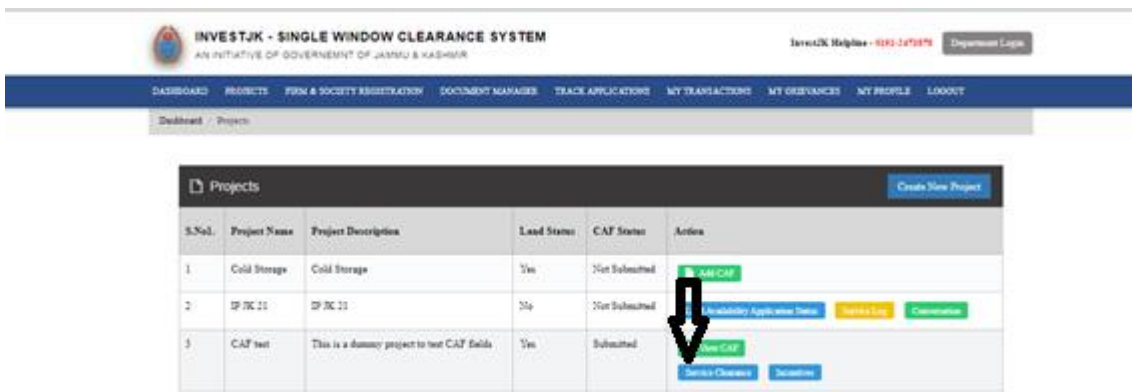 INVESTJK - SINGLE WINDOW CLEARANCE SYSTEM
AN INITIATIVE OF GOVERNEMNT OF JAMMU & KASHMIR
InvestJK Helpline - Department Login
DASHBOARD PROJECTS FIRM & SOCIETY REGISTRATION DOCUMENT MANAGER TRACK APPLICATIONS MY TRANSACTIONS MY GRIEVANCES MY PROFILE LOGOUT
Dashboard / Projects
Projects
Create New Project
S.No1. Project Name Project Description Land Status CAF Status Action
1 Cold Storage Cold Storage Yes Not Submitted Add CAF
2 IP JK 21 IP JK 21 No Not Submitted Availability Application Status Service Log Conversation
3 CAF test This is a dummy project to test CAF fields Yes Submitted View CAF
Service Clearance Incentives